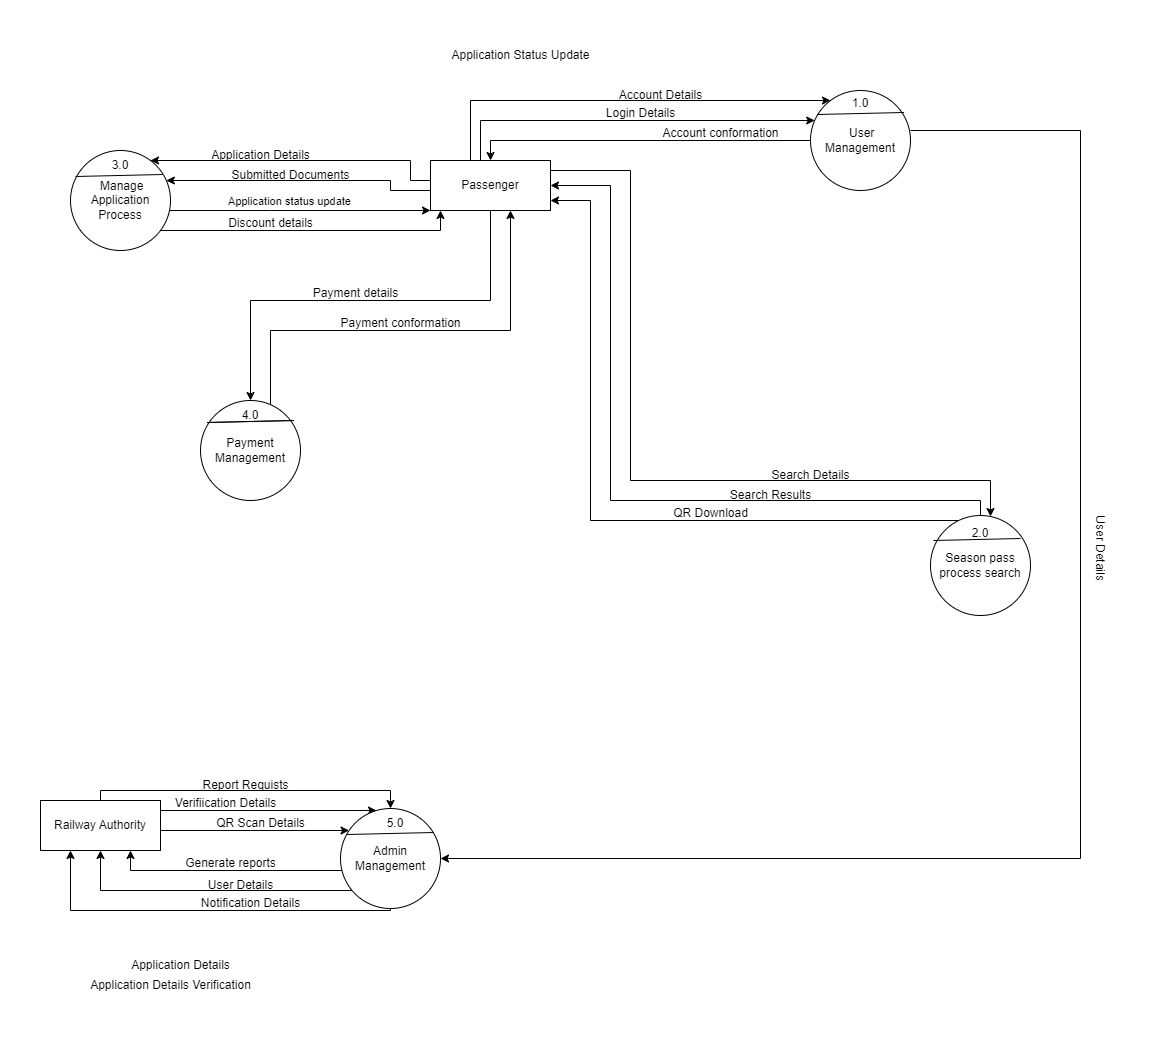 Application Status Update
Account Details
Login Details
Account conformation
1.0
User
Management
Application Details
Submitted Documents
Application status update
Discount details
3.0
Manage
Application
Process
Passenger
Payment details
Payment conformation
4.0
Payment
Management
Search Details
Search Results
QR Download
2.0
Season pass
process search
User Details
Report Requists
Verifiication Details
QR Scan Details
Railway Authority
5.0
Admin
Management
Generate reports
User Details
Notification Details
Application Details
Application Details Verification